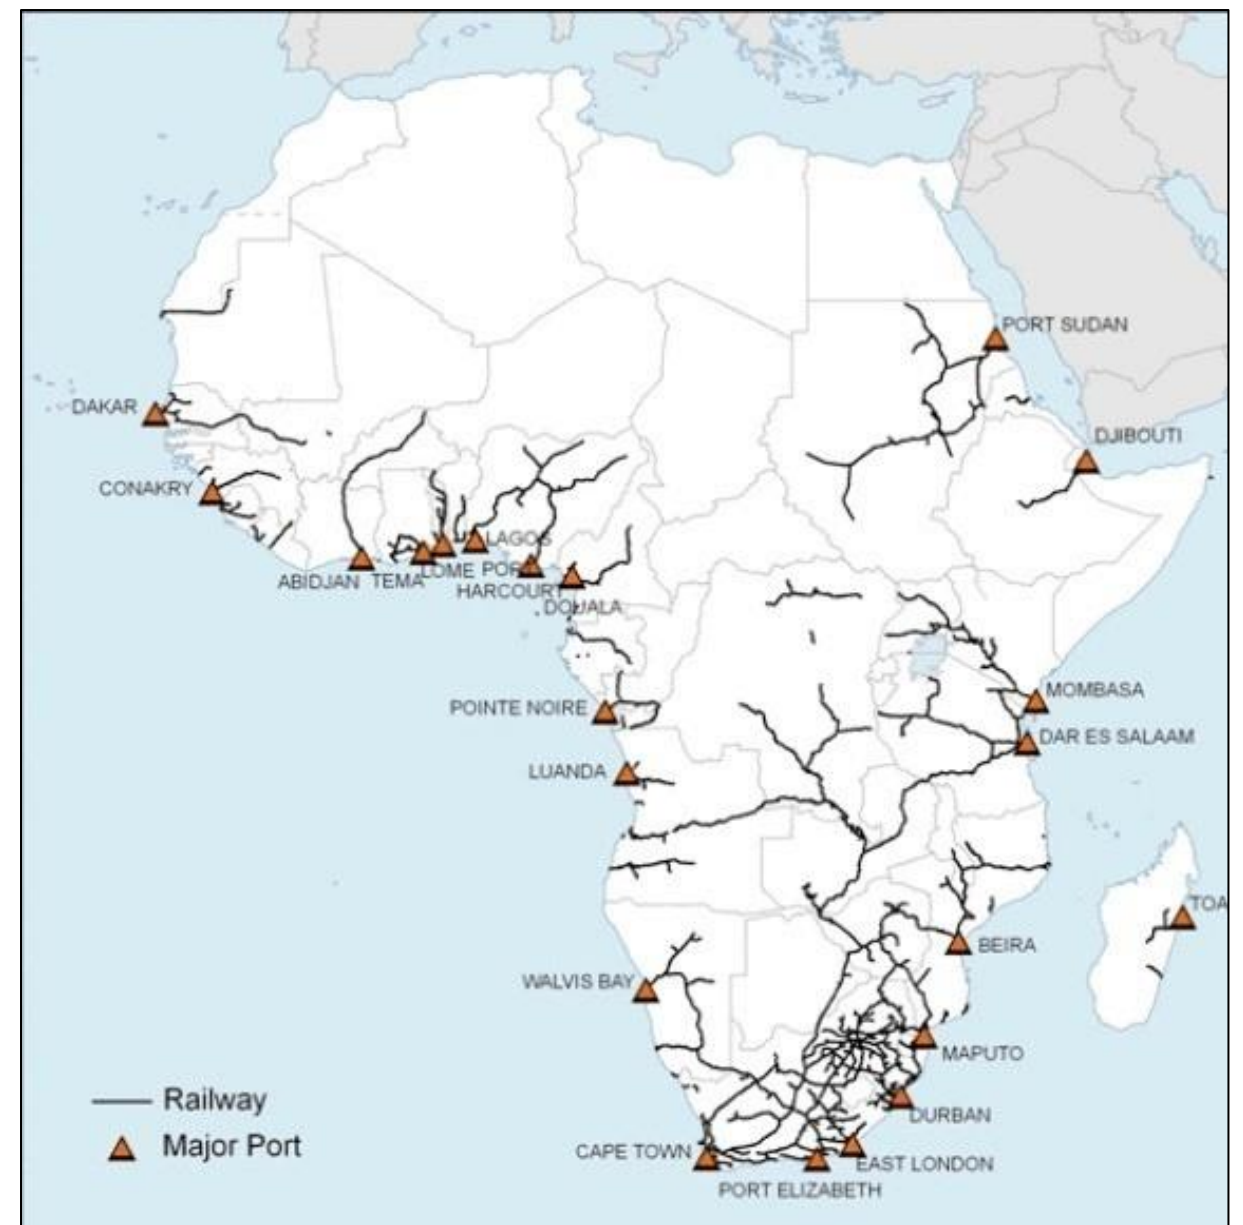 PORT SUDAN
DAKAR
DJIBOUTI
CONAKRY
LAGOS
ABIDJAN
TEMA
LOME
PORT
HARCOURT
DOUALA
MOMBASA
POINTE NOIRE
DAR ES SALAAM
LUANDA
TOA
BEIRA
WALVIS BAY
MAPUTO
Railway
DURBAN
Major Port
CAPE TOWN
EAST LONDON
PORT ELIZABETH